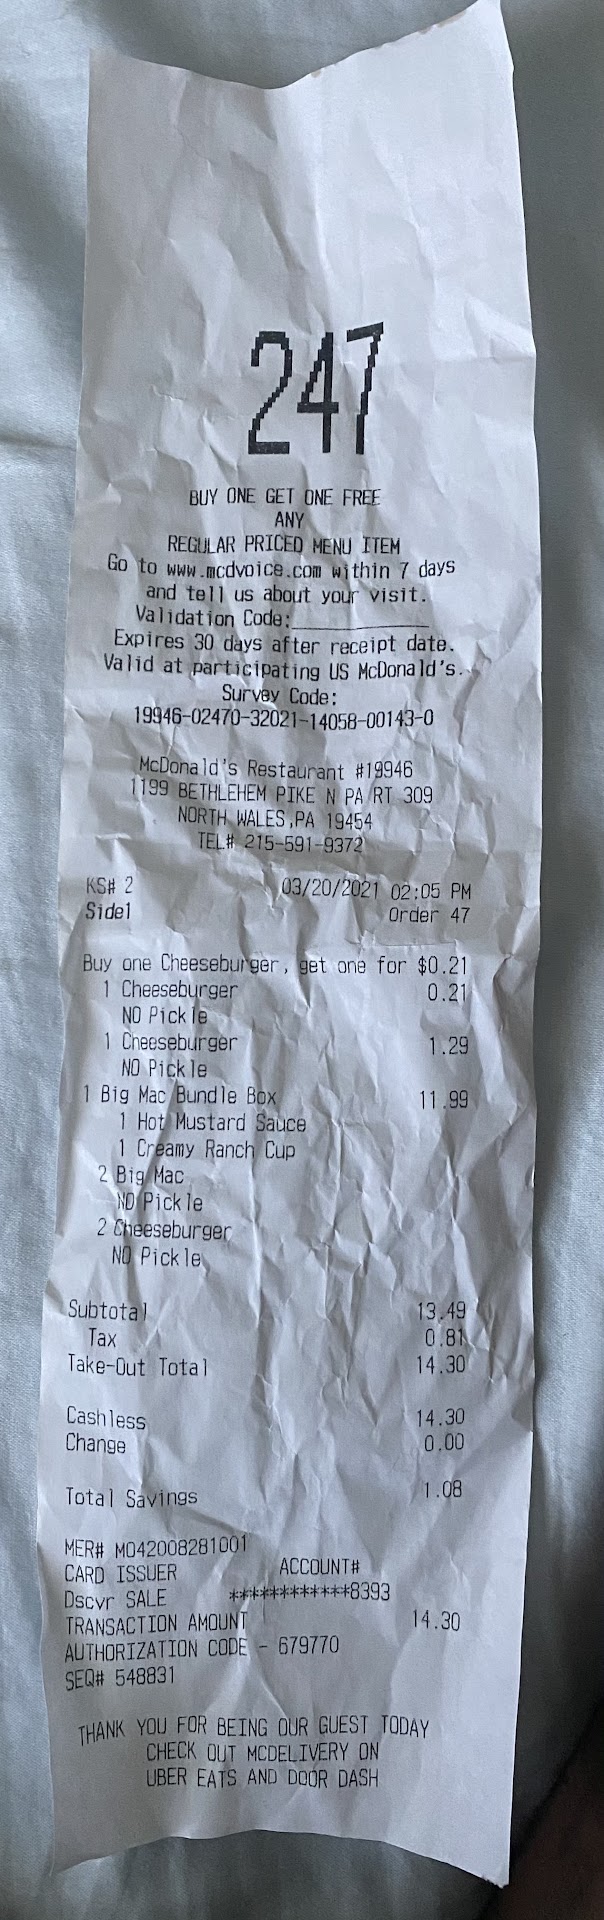 247
BUY ONE GET ONE FREE
ANY
REGULAR PRICED MENU ITEM
Go to www.mcdvoice.com within 7 days
and tell us about your visit.
Validation Code:______________
Expires 30 days after receipt date.
Valid at participating US McDonald's.
Survey Code:
19946-02470-32021-14058-00143-0
McDonald's Restaurant #19946
1199 BETHLEHEM PIKE N PA RT 309
NORTH WALES,PA 19454
TEL# 215-591-9372
KS# 2 03/20/2021 02:05 PM
Side1 Order 47
Buy one Cheeseburger, get one for $0.21
1 Cheeseburger 0.21
NO Pickle
1 Cheeseburger 1.29
NO Pickle
1 Big Mac Bundle Box 11.99
1 Hot Mustard Sauce
1 Creamy Ranch Cup
2 Big Mac
NO Pickle
2 Cheeseburger
NO Pickle
Subtotal 13.49
Tax 0.81
Take-Out Total 14.30
Cashless 14.30
Change 0.00
Total Savings 1.08
MER# M042008281001
CARD ISSUER ACCOUNT#
Dscvr SALE ************8393
TRANSACTION AMOUNT 14.30
AUTHORIZATION CODE - 679770
SEQ# 548831
THANK YOU FOR BEING OUR GUEST TODAY
CHECK OUT MCDELIVERY ON
UBER EATS AND DOOR DASH